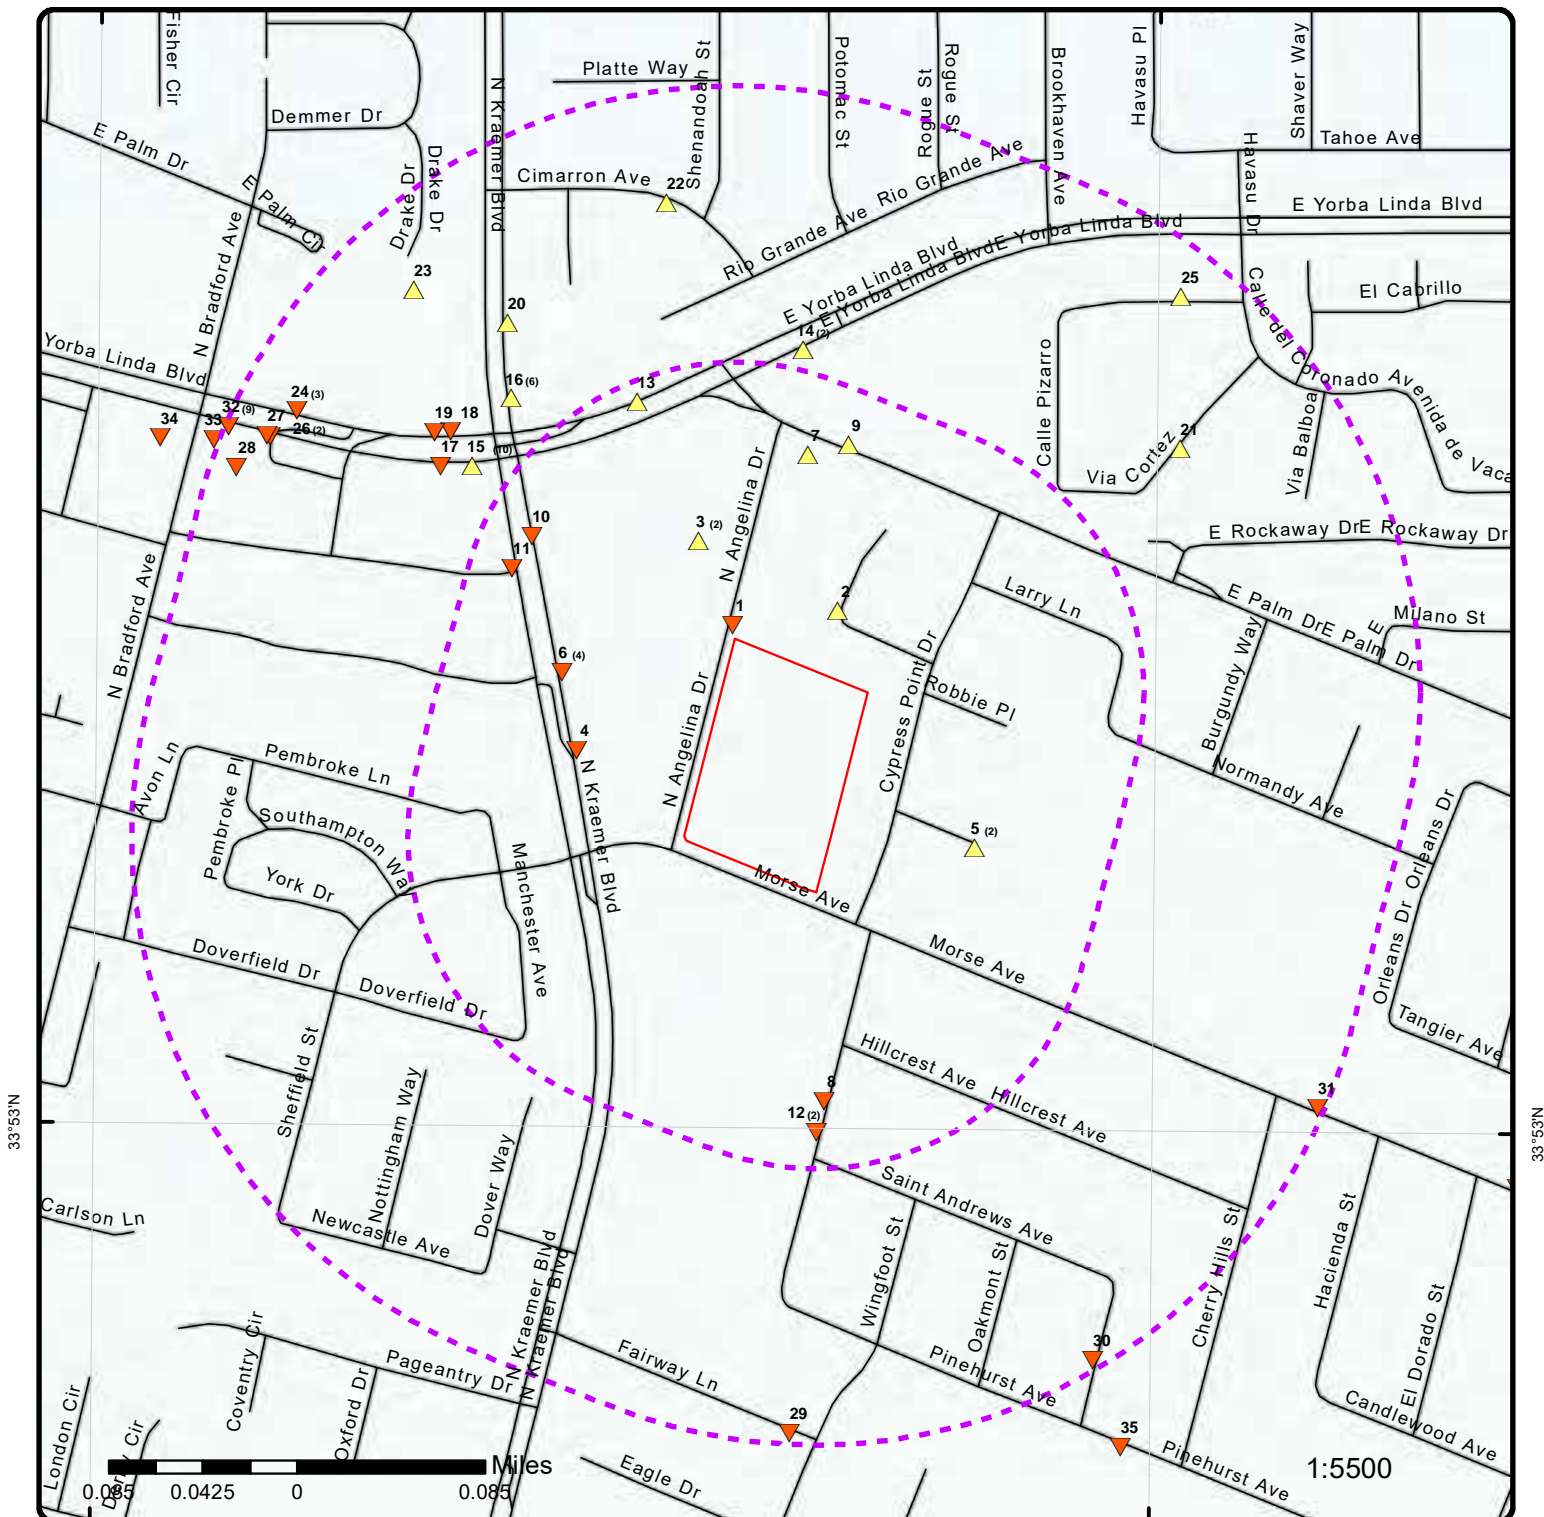 Fisher Cir
Demmer Dr
E Palm Dr
E Palm Cir
Drake Dr
Drake Dr
N Kraemer Blvd
Platte Way
Shenandoah St
Cimarron Ave
22
Potomac St
Rogue St
Rogue St
Brookhaven Ave
Havasu Pl
Shaver Way
Tahoe Ave
Havasu Dr
Rio Grande Ave
Rio Grande Ave
E Yorba Linda Blvd
E Yorba Linda Blvd
E Yorba Linda Blvd
E Yorba Linda Blvd
N Bradford Ave
23
20
25
El Cabrillo
Calle del Coronado
Avenida de Vaca
14 (2)
Yorba Linda Blvd
24 (3)
16 (6)
13
Calle Pizarro
Via Cortez
21
Via Balboa
34
33
32 (9)
27
26 (2)
28
19
18
17
15 (10)
7
9
N Angelina Dr
3 (2)
10
11
E Rockaway Dr
E Rockaway Dr
N Bradford Ave
1
2
Larry Ln
E Palm Dr
E Palm Dr
E
Milano St
6 (4)
4
N Angelina Dr
Cypress Point Dr
Robbie Pl
Burgundy Way
Normandy Ave
Avon Ln
Pembroke Ln
Pembroke Pl
Southampton Way
York Dr
N Kraemer Blvd
Manchester Ave
5 (2)
Morse Ave
Morse Ave
Orleans Dr
Orleans Dr
Tangier Ave
Doverfield Dr
Doverfield Dr
Sheffield St
Nottingham Way
Dover Way
Newcastle Ave
Carlson Ln
8
12 (2)
Hillcrest Ave
Hillcrest Ave
31
33°53'N
33°53'N
Saint Andrews Ave
Wingfoot St
Oakmont St
Cherry Hills St
Hacienda St
El Dorado St
N Kraemer Blvd
N Kraemer Blvd
Coventry Cir
Pageantry Dr
Oxford Dr
London Cir
Fairway Ln
Pinehurst Ave
30
29
35
Pinehurst Ave
Candlewood Ave
Eagle Dr
Miles
0.085
0.0425
0
0.085
1:5500